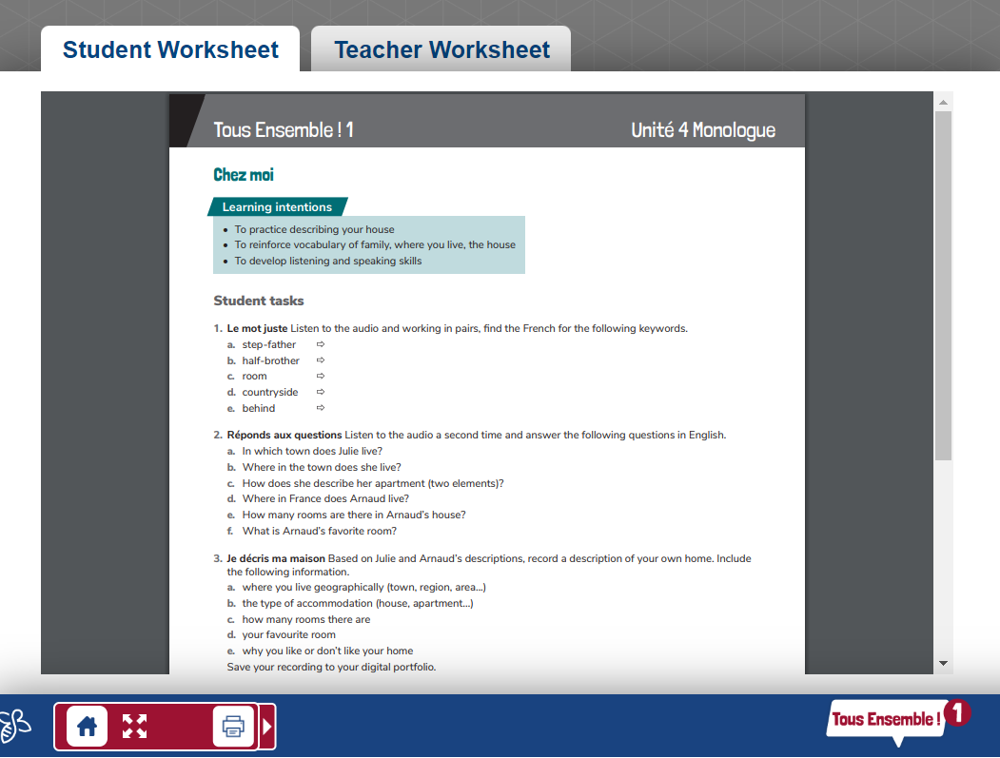 Student Worksheet
Teacher Worksheet
Tous Ensemble ! 1
Unité 4 Monologue
Chez moi
Learning intentions
• To practice describing your house
• To reinforce vocabulary of family, where you live, the house
• To develop listening and speaking skills
Student tasks
1. Le mot juste Listen to the audio and working in pairs, find the French for the following keywords.
a. step-father ⇨
b. half-brother ⇨
c. room ⇨
d. countryside ⇨
e. behind ⇨
2. Réponds aux questions Listen to the audio a second time and answer the following questions in English.
a. In which town does Julie live?
b. Where in the town does she live?
c. How does she describe her apartment (two elements)?
d. Where in France does Arnaud live?
e. How many rooms are there in Arnaud's house?
f. What is Arnaud's favorite room?
3. Je décris ma maison Based on Julie and Arnaud's descriptions, record a description of your own home. Include
the following information.
a. where you live geographically (town, region, area...)
b. the type of accommodation (house, apartment...)
c. how many rooms there are
d. your favourite room
e. why you like or don't like your home
Save your recording to your digital portfolio.
Tous Ensemble ! 1